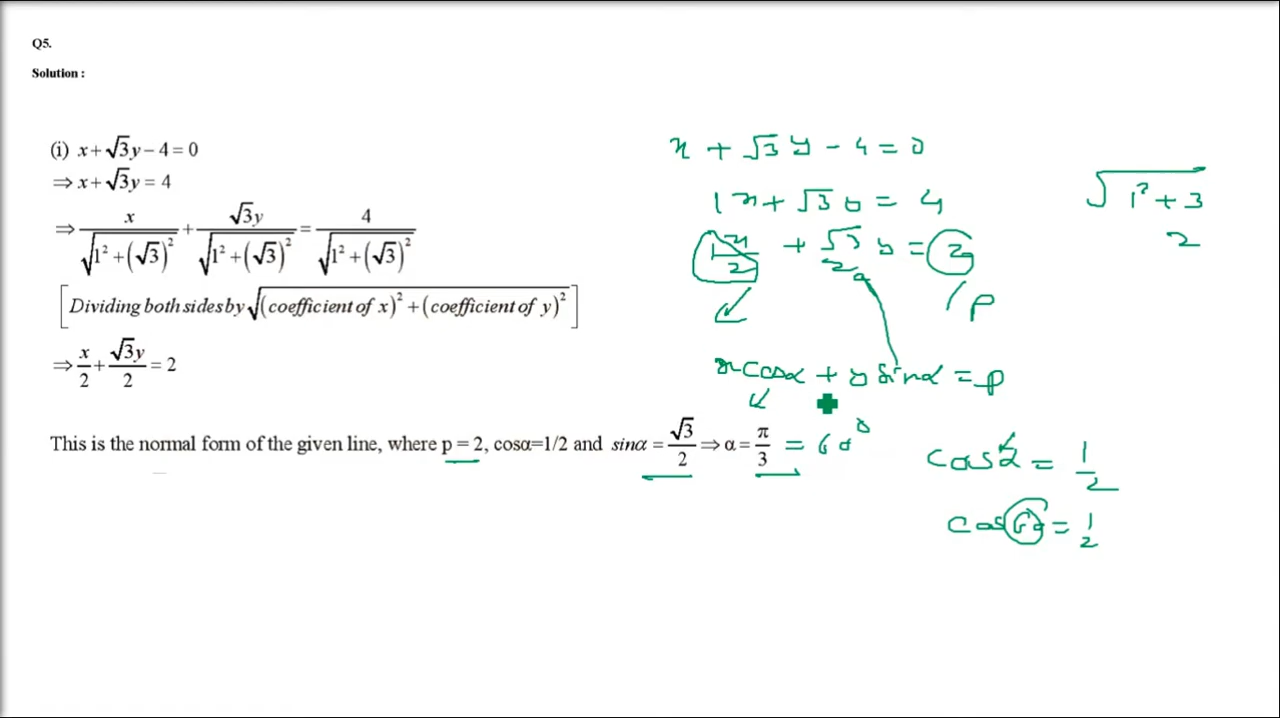 Q5.
Solution :
(i) x + √3y − 4 = 0
⇒ x + √3y = 4
⇒ x/√(1² + (√3)²) + √3y/√(1² + (√3)²) = 4/√(1² + (√3)²)
[Dividing both sides by √((coefficient of x)² + (coefficient of y)²)]
⇒ x/2 + √3y/2 = 2
This is the normal form of the given line, where p = 2, cosα=1/2 and sinα = √3/2 ⇒ α = π/3 = 60°
x + √3 y − 4 = 0
1x + √3 y = 4
√(1² + 3)
2
1x/2 + √3 y/2 = 2
p
x cosα + y sinα = p
cosα = 1/2
cos60 = 1/2